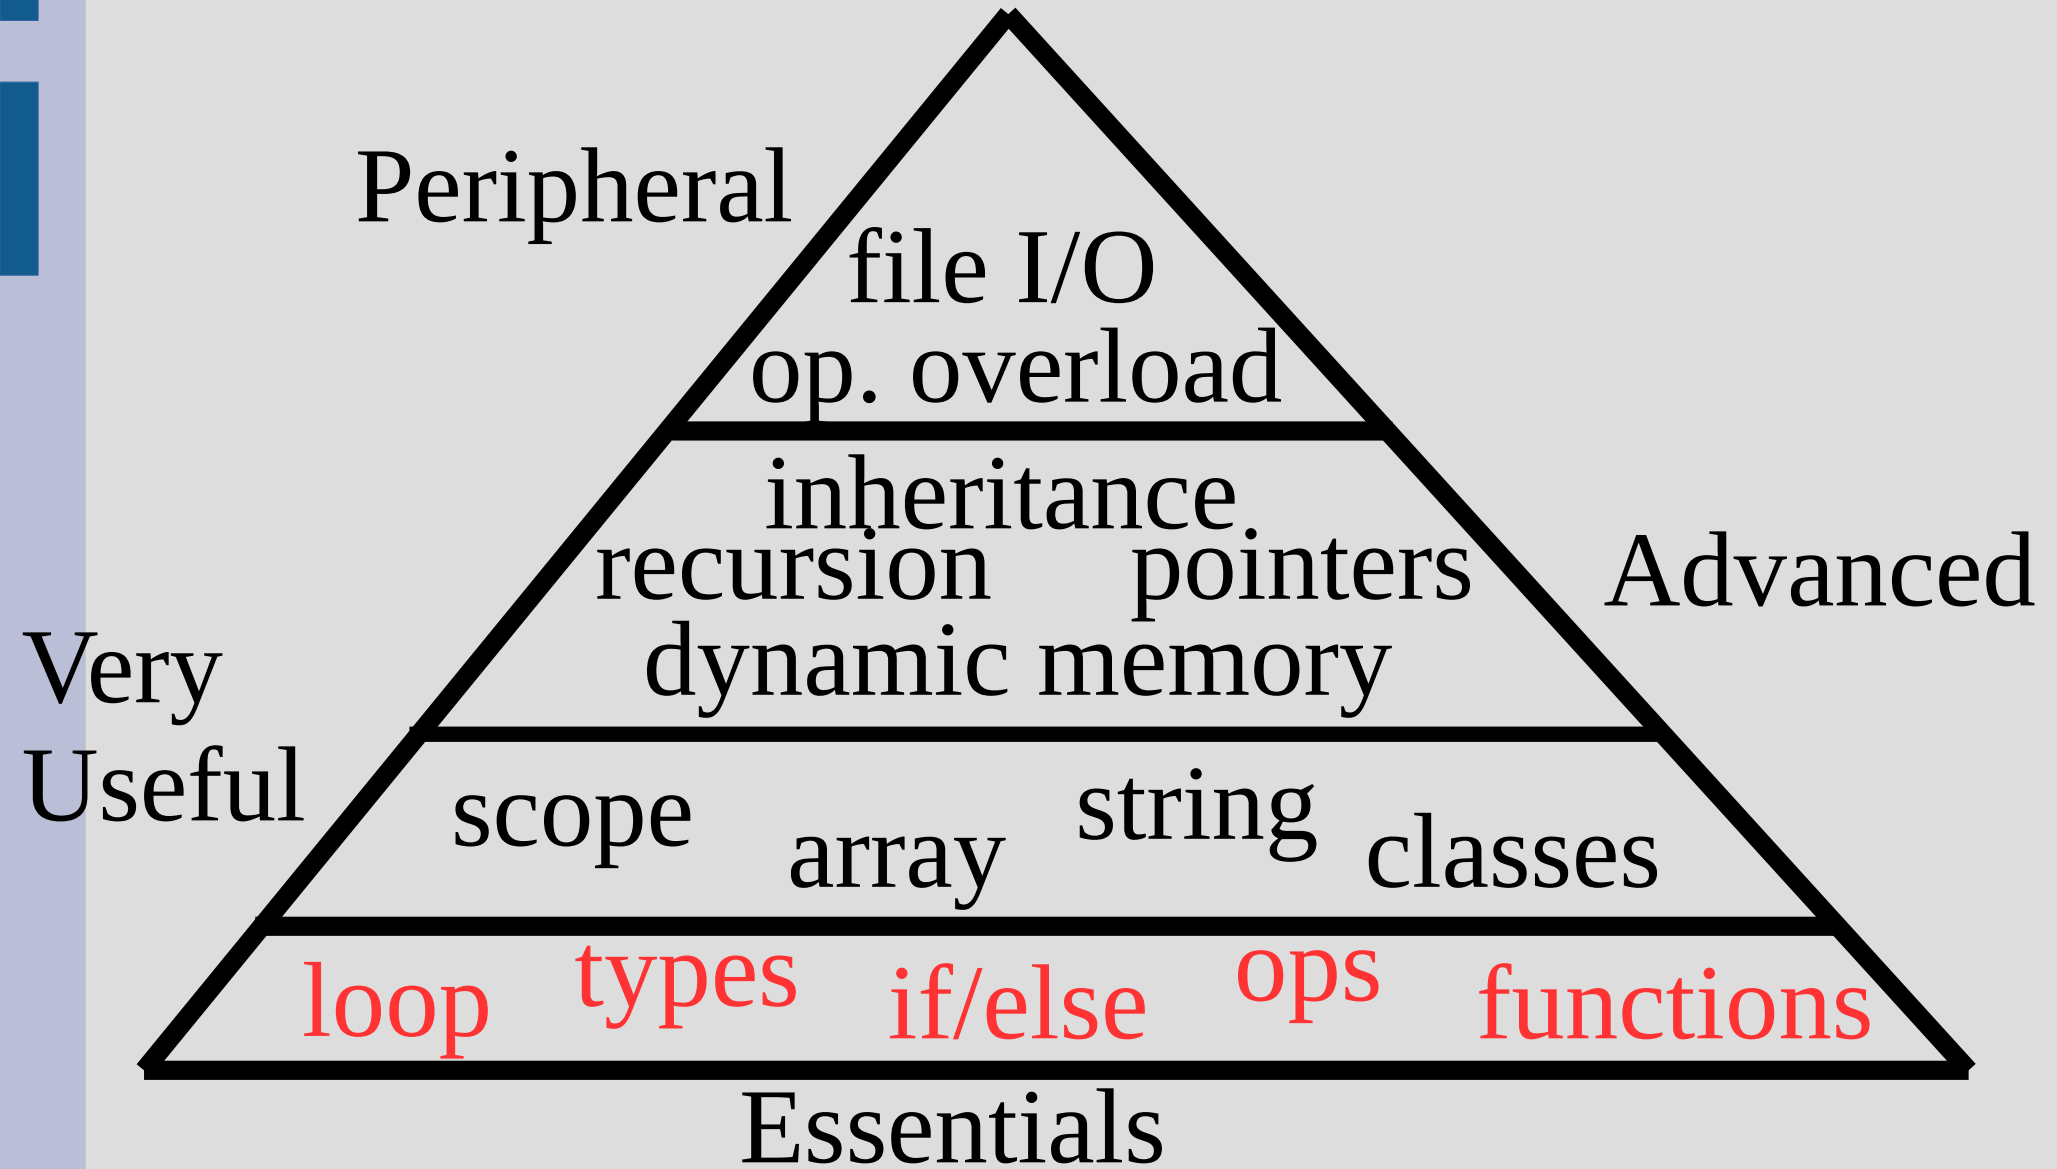 Peripheral
file I/O
op. overload
inheritance
recursion pointers
Advanced
dynamic memory
Very
Useful
scope array string classes
loop types if/else ops functions
Essentials